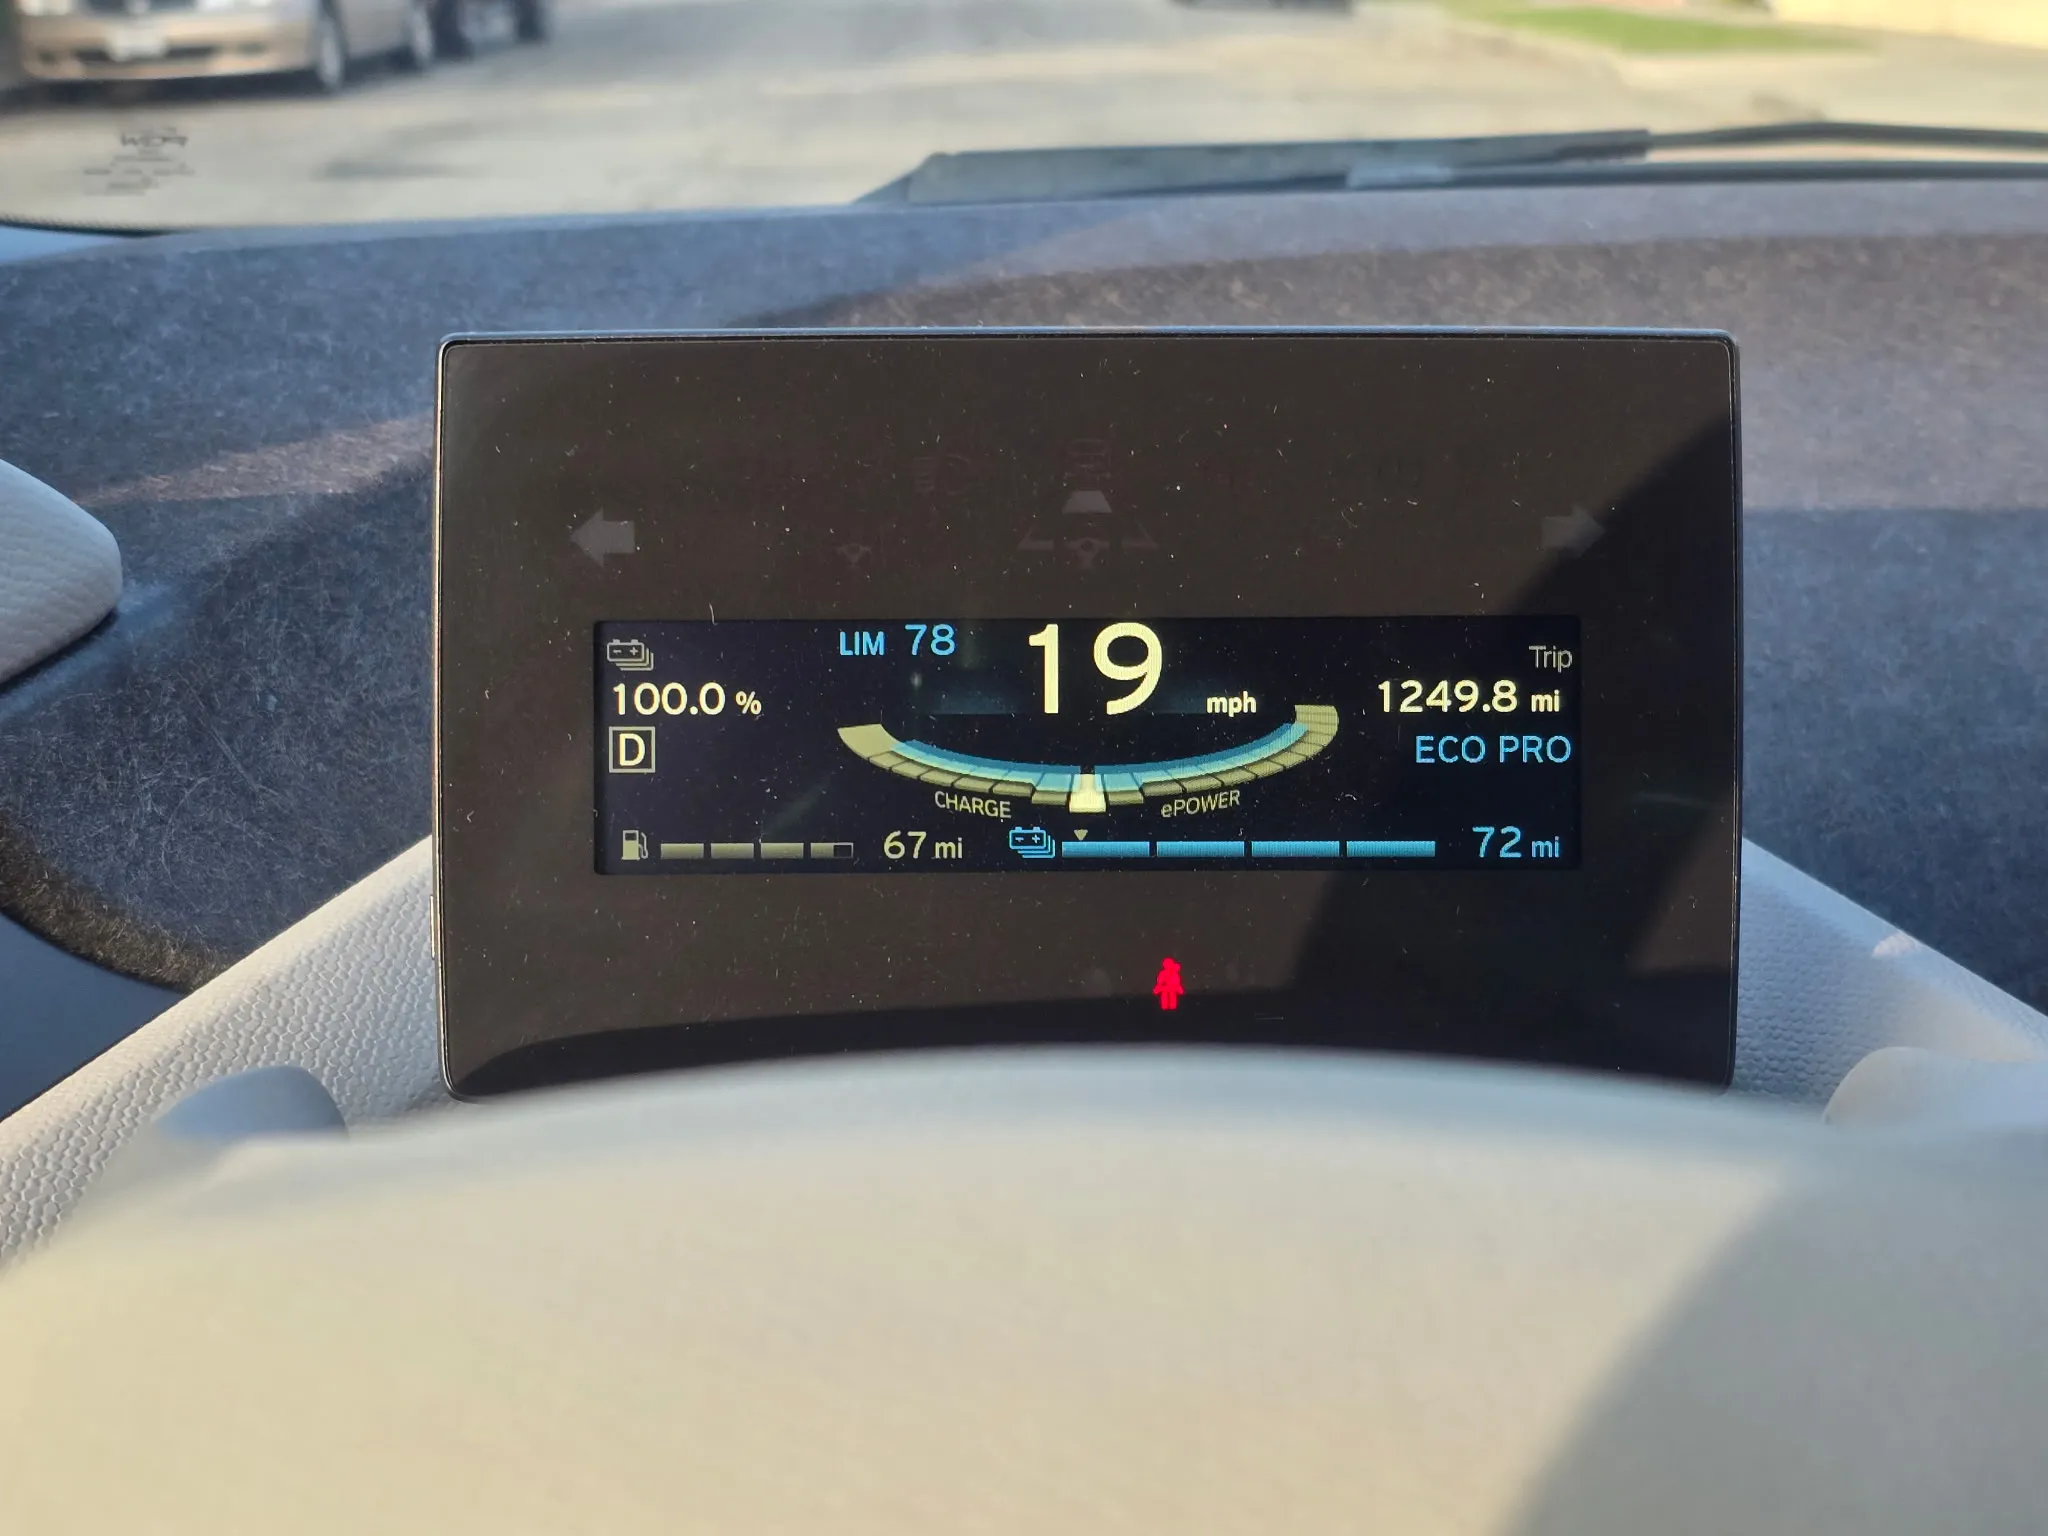 LIM 78
19 mph
Trip
100.0 %
1249.8 mi
D
ECO PRO
CHARGE
ePOWER
67 mi
72 mi